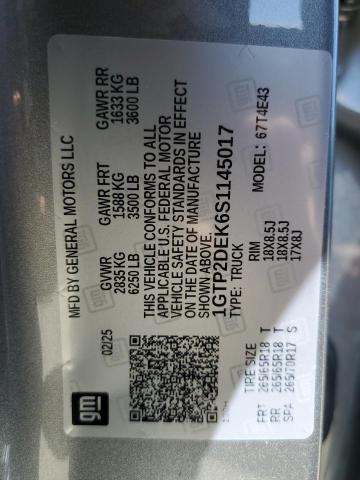 MFD BY GENERAL MOTORS LLC
02/25
GVWR
2835 KG
6250 LB
GAWR FRT
1588 KG
3500 LB
GAWR RR
1633 KG
3600 LB
THIS VEHICLE CONFORMS TO ALL
APPLICABLE U.S. FEDERAL MOTOR
VEHICLE SAFETY STANDARDS IN EFFECT
ON THE DATE OF MANUFACTURE
SHOWN ABOVE.
1GTP2DEK6S1145017
TYPE: TRUCK
MODEL: 67T4E43
gm
TIRE SIZE
RIM
FRT 265/65R18 T 18X8.5J
RR 265/65R18 T 18X8.5J
SPA 265/70R17 S 17X8J